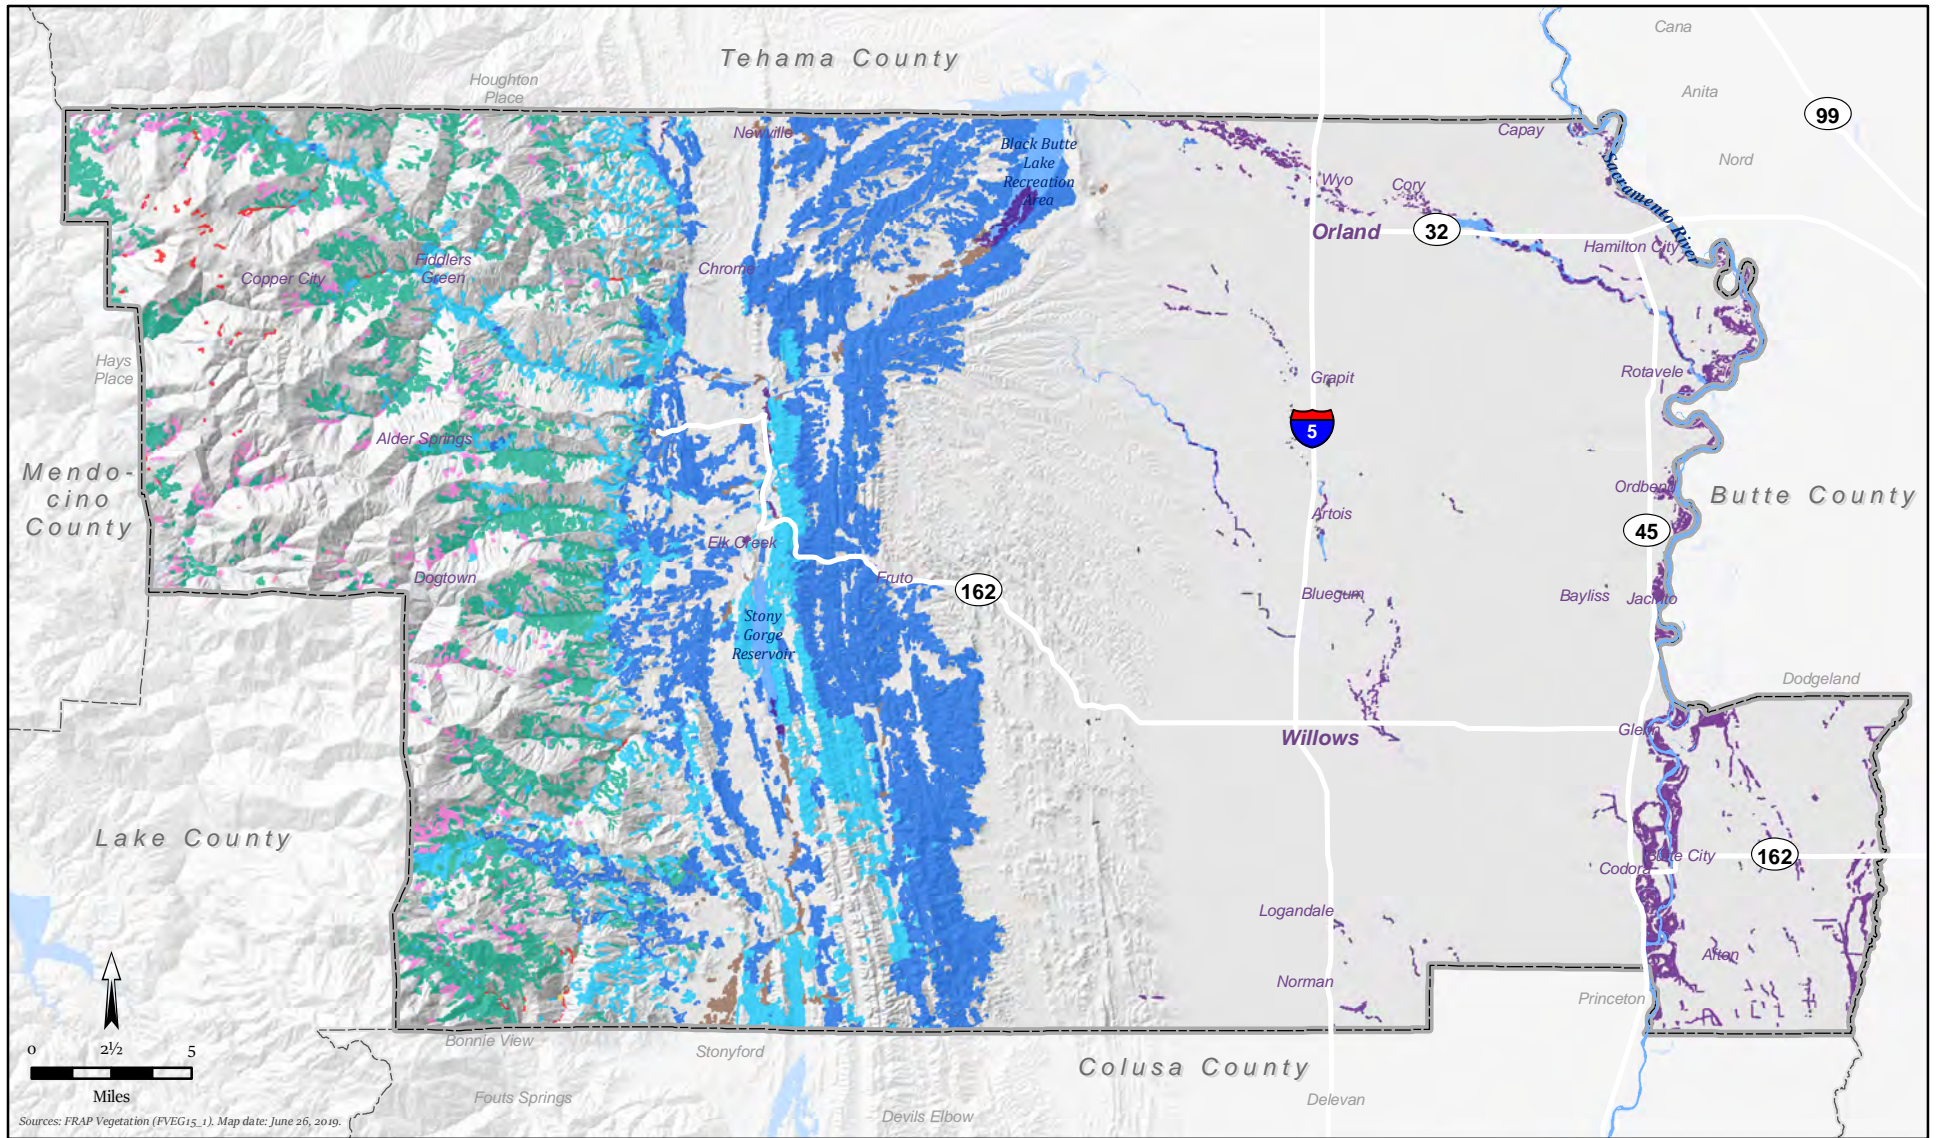 Cana
Tehama County
Houghton
Place
Anita
99
Newville
Capay
Black Butte
Lake
Recreation
Area
Nord
Sacramento River
Wyo
Cory
Orland
32
Hamilton City
Fiddlers
Green
Copper City
Chrome
Hays
Place
Grapit
Rotavele
5
Alder Springs
Mendo-
cino
County
Ordbend
Butte County
Artois
45
Elk Creek
Dogtown
Fruto
162
Bluegum
Bayliss
Jacinto
Stony
Gorge
Reservoir
Dodgeland
Glenn
Willows
Lake County
Butte City
162
Codora
Logandale
Afton
Norman
Princeton
Bonnie View
Stonyford
0
2½
5
Miles
Colusa County
Fouts Springs
Delevan
Devils Elbow
Sources: FRAP Vegetation (FVEG15_1). Map date: June 26, 2019.